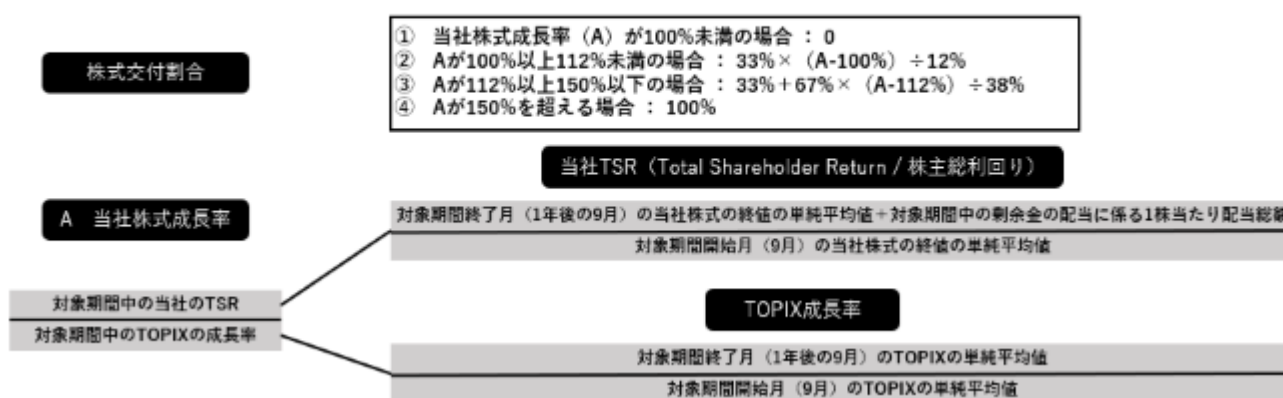 株式交付割合
① 当社株式成長率（A）が100%未満の場合 ： 0
② Aが100%以上112%未満の場合 ： 33%×（A-100%）÷12%
③ Aが112%以上150%以下の場合 ： 33%＋67%×（A-112%）÷38%
④ Aが150%を超える場合 ： 100%
当社TSR（Total Shareholder Return / 株主総利回り）
A 当社株式成長率
対象期間終了月（1年後の9月）の当社株式の終値の単純平均値＋対象期間中の剰余金の配当に係る1株当たり配当総額
対象期間開始月（9月）の当社株式の終値の単純平均値
対象期間中の当社のTSR
対象期間中のTOPIXの成長率
TOPIX成長率
対象期間終了月（1年後の9月）のTOPIXの単純平均値
対象期間開始月（9月）のTOPIXの単純平均値